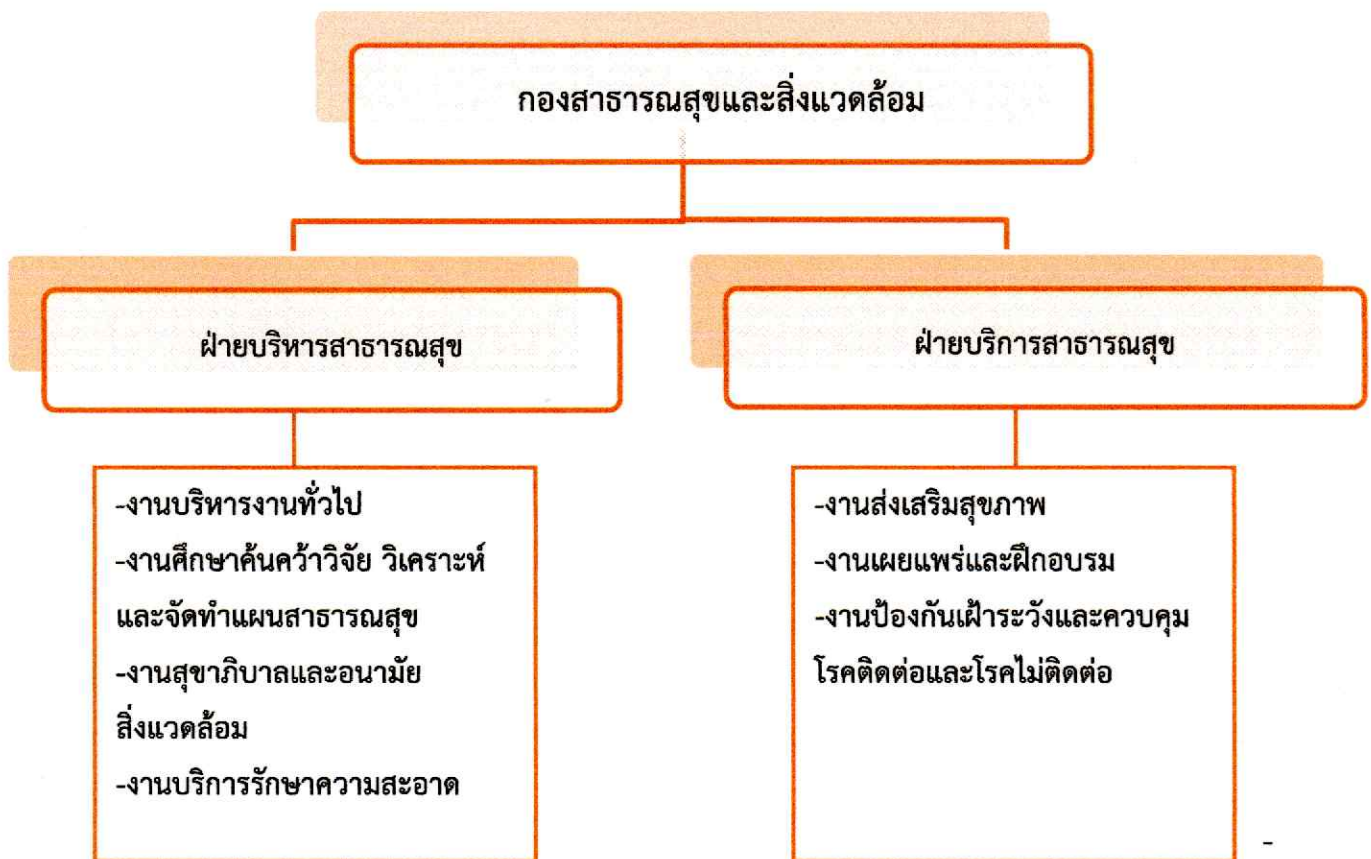 กองสาธารณสุขและสิ่งแวดล้อม
ฝ่ายบริหารสาธารณสุข
-งานบริหารงานทั่วไป
-งานศึกษาค้นคว้าวิจัย วิเคราะห์
และจัดทำแผนสาธารณสุข
-งานสุขาภิบาลและอนามัย
สิ่งแวดล้อม
-งานบริการรักษาความสะอาด
ฝ่ายบริการสาธารณสุข
-งานส่งเสริมสุขภาพ
-งานเผยแพร่และฝึกอบรม
-งานป้องกันเฝ้าระวังและควบคุม
โรคติดต่อและโรคไม่ติดต่อ
-